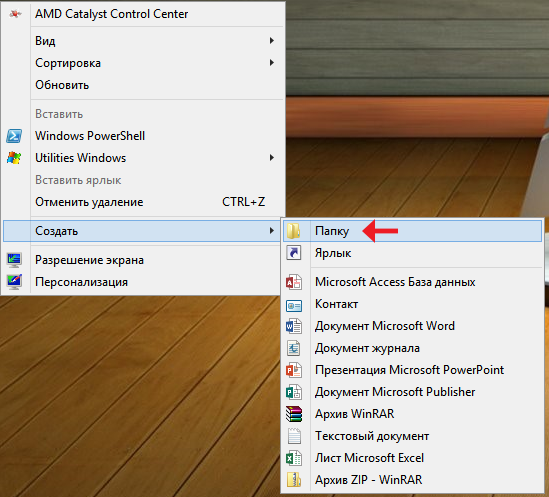 AMD Catalyst Control Center
Вид
Сортировка
Обновить
Вставить
Windows PowerShell
Utilities Windows
Вставить ярлык
Отменить удаление CTRL+Z
Создать
Разрешение экрана
Персонализация
Папку
Ярлык
Microsoft Access База данных
Контакт
Документ Microsoft Word
Документ журнала
Презентация Microsoft PowerPoint
Документ Microsoft Publisher
Архив WinRAR
Текстовый документ
Лист Microsoft Excel
Архив ZIP - WinRAR